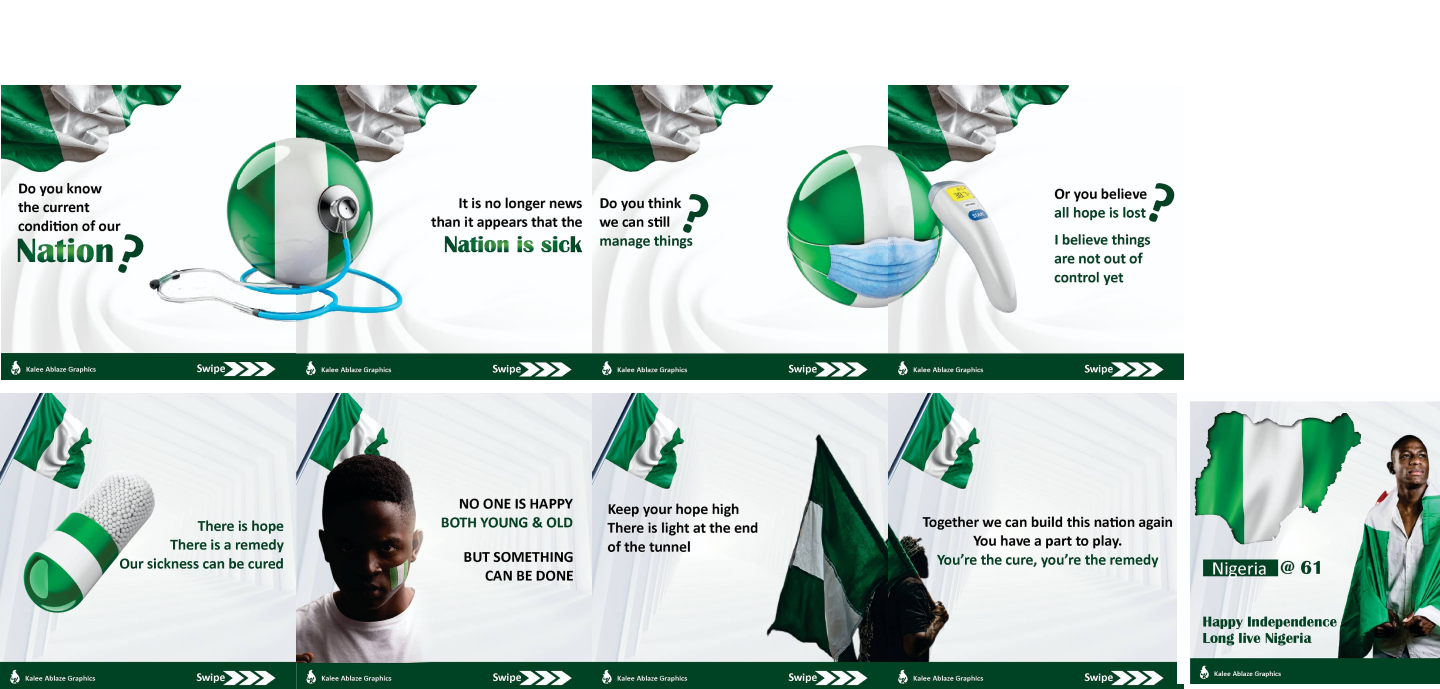 Do you know
the current
condition of our
Nation?
Kalee Ablaze Graphics
Swipe
It is no longer news
than it appears that the
Nation is sick
Kalee Ablaze Graphics
Swipe
Do you think
we can still
manage things
?
Kalee Ablaze Graphics
Swipe
Or you believe
all hope is lost?
I believe things
are not out of
control yet
Kalee Ablaze Graphics
Swipe
There is hope
There is a remedy
Our sickness can be cured
Kalee Ablaze Graphics
Swipe
NO ONE IS HAPPY
BOTH YOUNG & OLD
BUT SOMETHING
CAN BE DONE
Kalee Ablaze Graphics
Swipe
Keep your hope high
There is light at the end
of the tunnel
Kalee Ablaze Graphics
Swipe
Together we can build this nation again
You have a part to play.
You're the cure, you're the remedy
Kalee Ablaze Graphics
Swipe
Nigeria @ 61
Happy Independence
Long live Nigeria
Kalee Ablaze Graphics